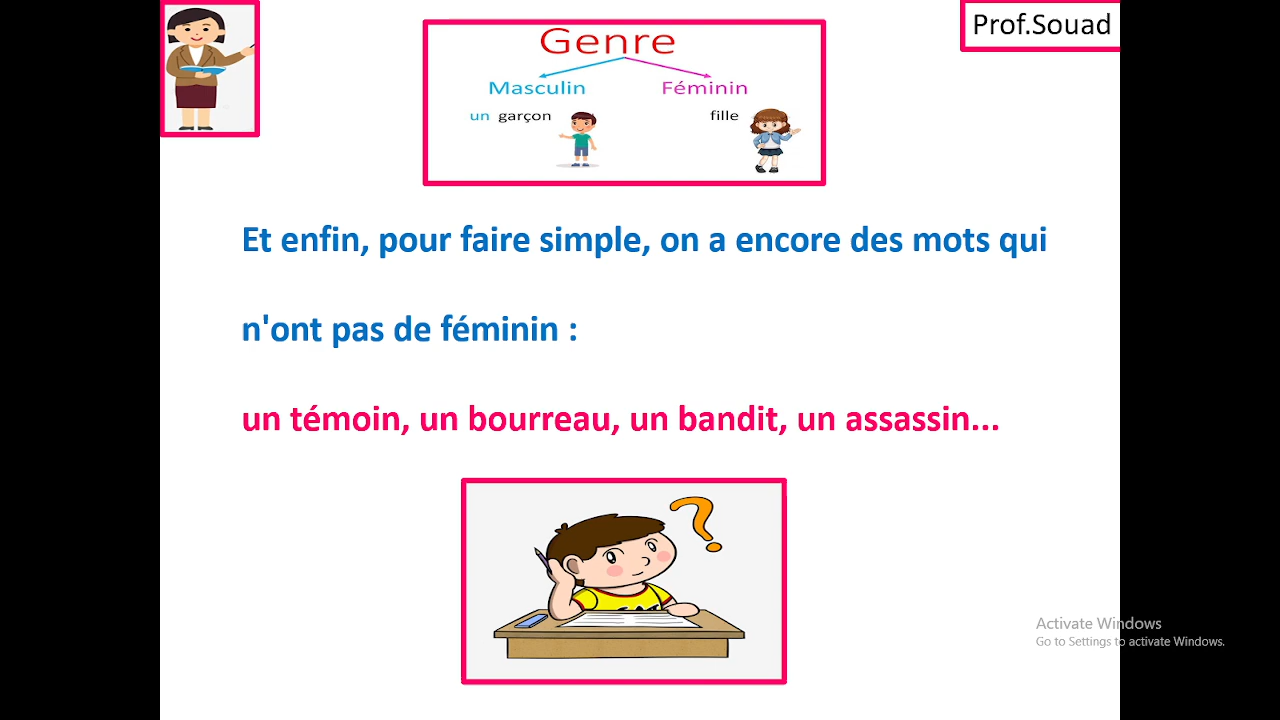 Prof.Souad
Genre
Masculin Féminin
un garçon fille
Et enfin, pour faire simple, on a encore des mots qui
n'ont pas de féminin :
un témoin, un bourreau, un bandit, un assassin...
Activate Windows
Go to Settings to activate Windows.